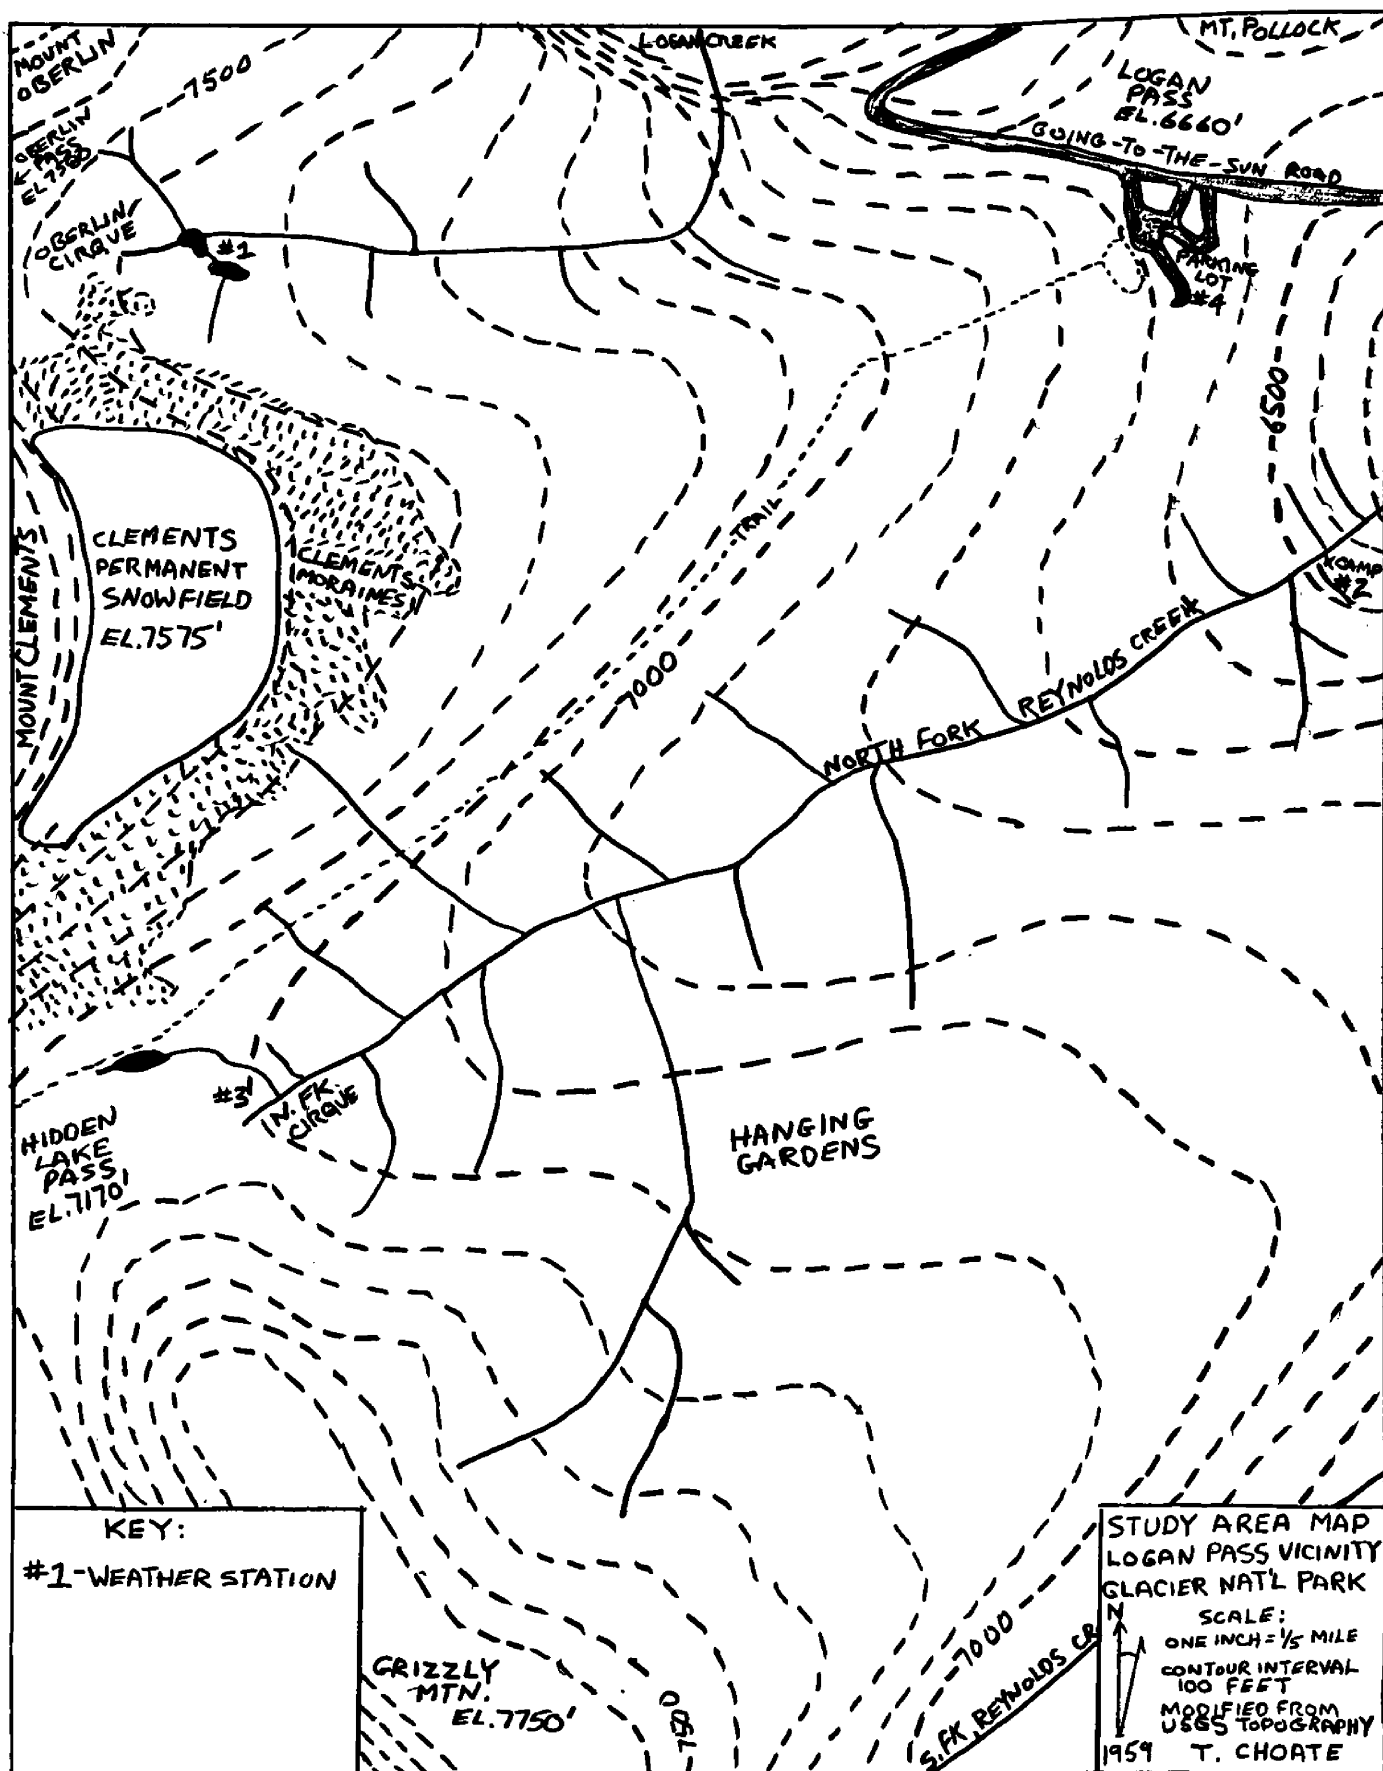 MOUNT
OBERLIN
7500
LOGAN CREEK
MT. POLLOCK
LOGAN
PASS
EL.6660'
GOING-TO-THE-SUN ROAD
OBERLIN
PASS
EL.7500
OBERLIN
CIRQUE
#1
PARKING
LOT
#4
6500
MOUNT CLEMENTS
CLEMENTS
PERMANENT
SNOWFIELD
EL.7575'
CLEMENTS
MORAINES
TRAIL
CAMP
#2
7000
NORTH FORK REYNOLDS CREEK
#3
N. FK.
CIRQUE
HIDDEN
LAKE
PASS
EL.7170'
HANGING
GARDENS
KEY:
#1-WEATHER STATION
GRIZZLY
MTN.
EL.7750'
7500
7000
S.FK. REYNOLDS CR.
STUDY AREA MAP
LOGAN PASS VICINITY
GLACIER NAT'L PARK
N
SCALE:
ONE INCH = 1/5 MILE
CONTOUR INTERVAL
100 FEET
MODIFIED FROM
USGS TOPOGRAPHY
1959 T. CHOATE